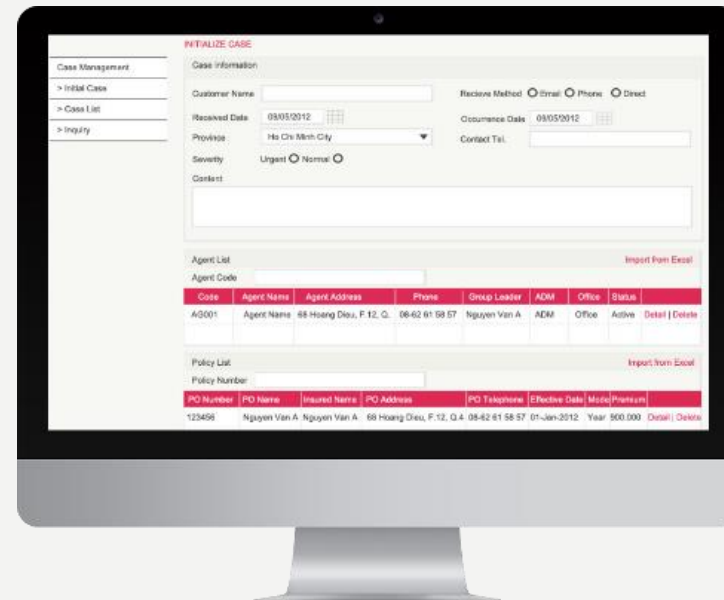 INITIALIZE CASE
Case Management
> Initial Case
> Case List
> Inquiry
Case Information
Customer Name
Recieve Method Email Phone Direct
Received Date 09/05/2012
Occurrence Date 09/05/2012
Province Ho Chi Minh City
Contact Tel.
Severity Urgent Normal
Content
Agent List Import from Excel
Agent Code
Code Agent Name Agent Address Phone Group Leader ADM Office Status
AG001 Agent Name 68 Hoang Dieu, F.12, Q. 08-62 61 58 57 Nguyen Van A ADM Office Active Detail | Delete
Policy List Import from Excel
Policy Number
PO Number PO Name Insured Name PO Address PO Telephone Effective Date Mode Premium
123456 Nguyen Van A Nguyen Van A 68 Hoang Dieu, F.12, Q.4 08-62 61 58 57 01-Jan-2012 Year 900.000 Detail | Delete